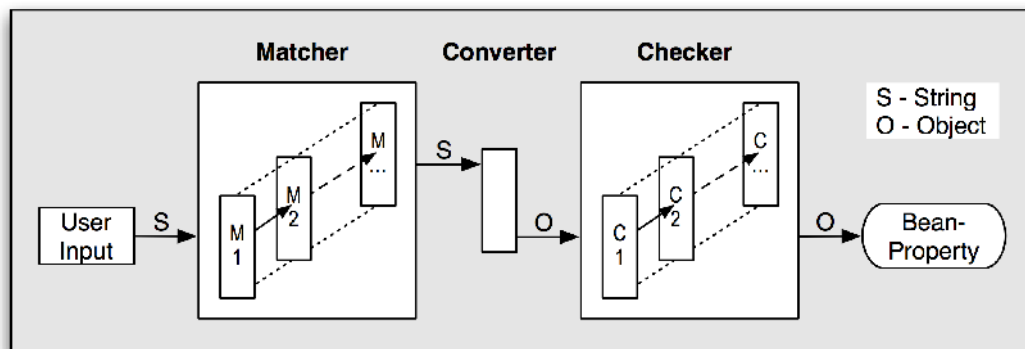 Matcher
Converter
Checker
S - String
O - Object
User
Input
S
M
1
M
2
M
...
S
O
C
1
C
2
C
...
O
Bean-
Property